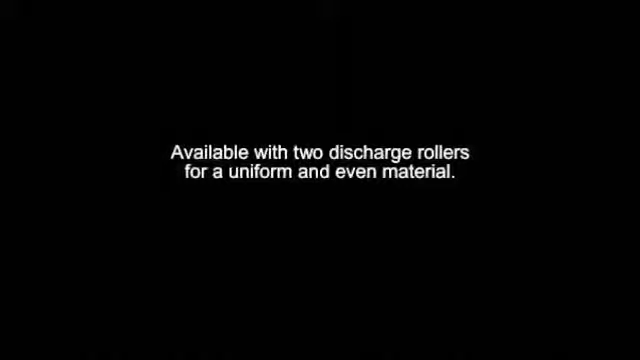 Available with two discharge rollers
for a uniform and even material.